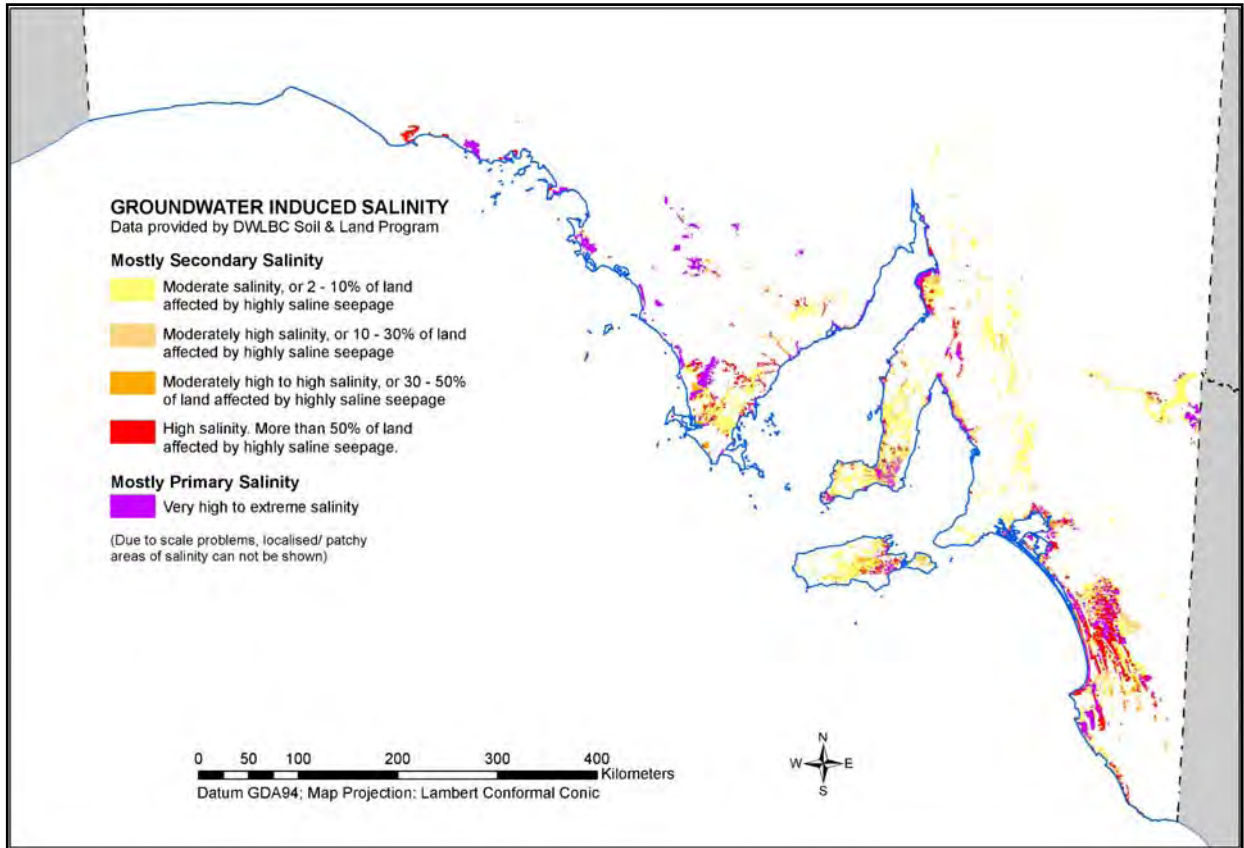 GROUNDWATER INDUCED SALINITY
Data provided by DWLBC Soil & Land Program
Mostly Secondary Salinity
Moderate salinity, or 2 - 10% of land
affected by highly saline seepage
Moderately high salinity, or 10 - 30% of land
affected by highly saline seepage
Moderately high to high salinity, or 30 - 50%
of land affected by highly saline seepage
High salinity. More than 50% of land
affected by highly saline seepage.
Mostly Primary Salinity
Very high to extreme salinity
(Due to scale problems, localised/ patchy
areas of salinity can not be shown)
N
W E
S
0 50 100 200 300 400
Kilometers
Datum GDA94; Map Projection: Lambert Conformal Conic